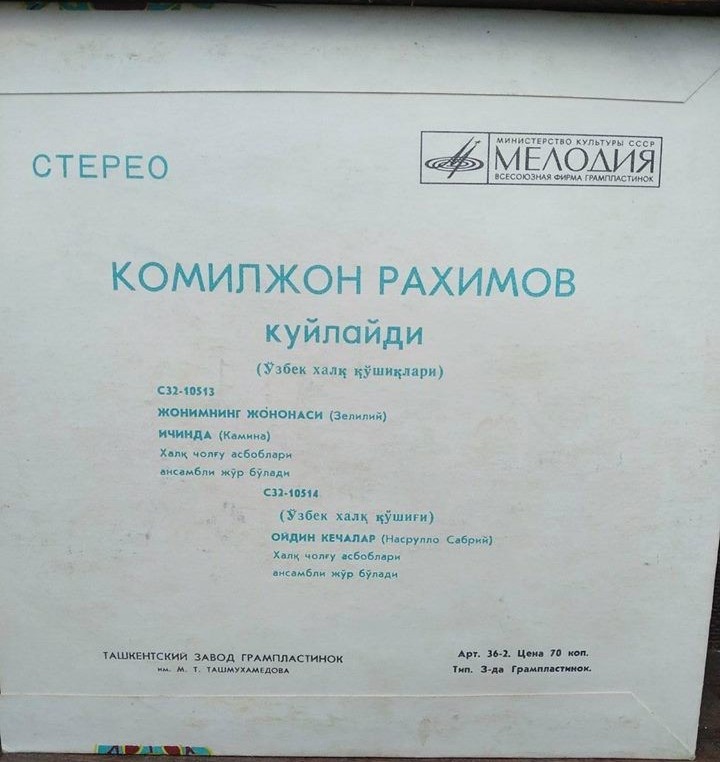 СТЕРЕО
МИНИСТЕРСТВО КУЛЬТУРЫ СССР
МЕЛОДИЯ
ВСЕСОЮЗНАЯ ФИРМА ГРАМПЛАСТИНОК
КОМИЛЖОН РАХИМОВ
куйлайди
(Ўзбек халқ қўшиқлари)
С32-10513
ЖОНИМНИНГ ЖОНОНАСИ (Зелилий)
ИЧИНДА (Камина)
Халқ чолғу асбоблари
ансамбли жўр бўлади
С32-10514
(Ўзбек халқ қўшиғи)
ОЙДИН КЕЧАЛАР (Насрулло Сабрий)
Халқ чолғу асбоблари
ансамбли жўр бўлади
ТАШКЕНТСКИЙ ЗАВОД ГРАМПЛАСТИНОК
им. М. Т. ТАШМУХАМЕДОВА
Арт. 36-2. Цена 70 коп.
Тип. З-да Грампластинок.